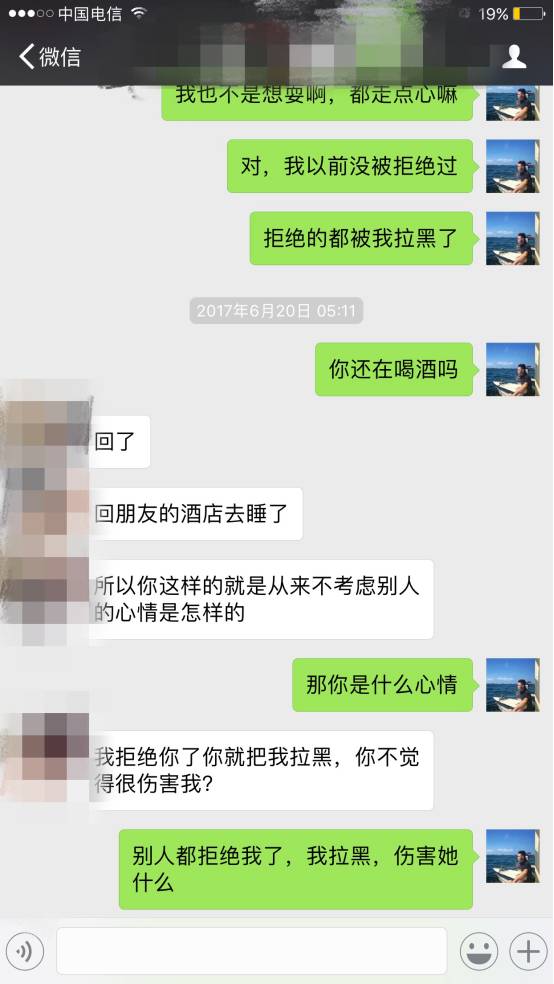 中国电信
19%
微信
我也不是想耍啊，都走点心嘛
对，我以前没被拒绝过
拒绝的都被我拉黑了
2017年6月20日 05:11
你还在喝酒吗
回了
回朋友的酒店去睡了
所以你这样的就是从来不考虑别人
的心情是怎样的
那你是什么心情
我拒绝你了你就把我拉黑，你不觉
得很伤害我？
别人都拒绝我了，我拉黑，伤害她
什么